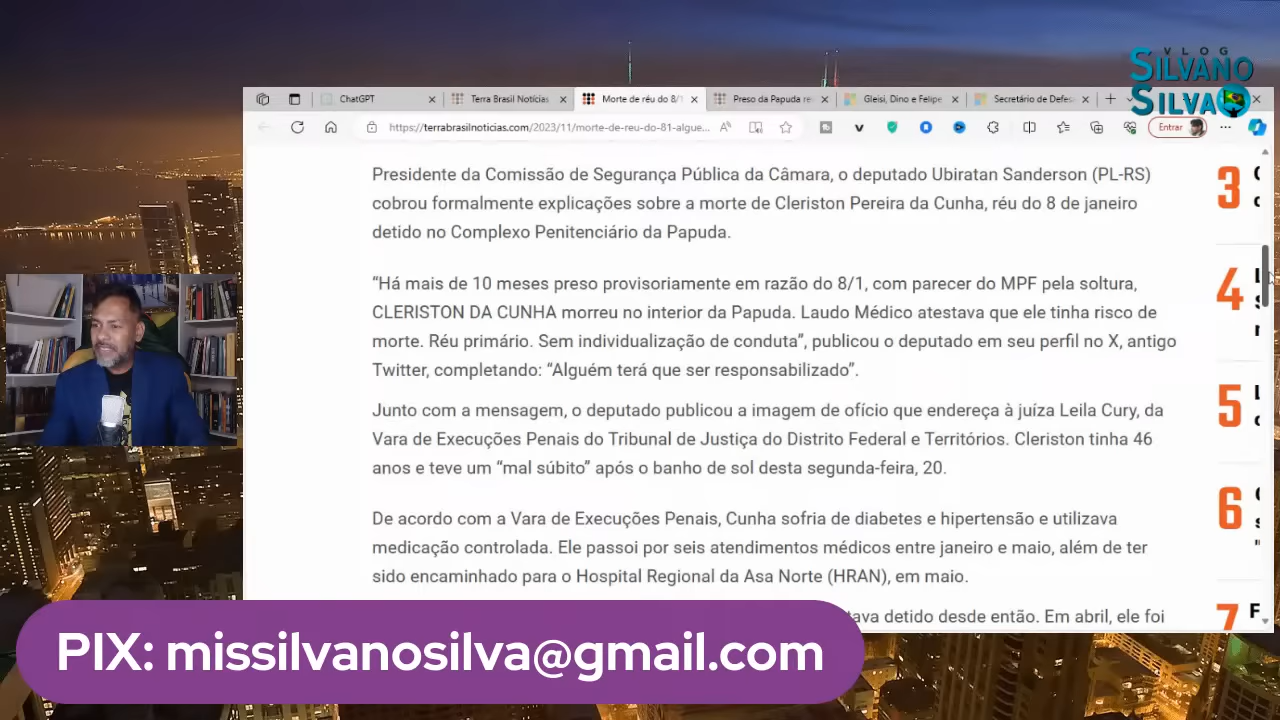 VLOG
SILVANO
SILVA
ChatGPT
Terra Brasil Notícias
Morte de réu do 8/1
Preso da Papuda re
Gleisi, Dino e Felipe
Secretário de Defes
https://terrabrasilnoticias.com/2023/11/morte-de-reu-do-81-algue...
Entrar
Presidente da Comissão de Segurança Pública da Câmara, o deputado Ubiratan Sanderson (PL-RS)
cobrou formalmente explicações sobre a morte de Cleriston Pereira da Cunha, réu do 8 de janeiro
detido no Complexo Penitenciário da Papuda.
“Há mais de 10 meses preso provisoriamente em razão do 8/1, com parecer do MPF pela soltura,
CLERISTON DA CUNHA morreu no interior da Papuda. Laudo Médico atestava que ele tinha risco de
morte. Réu primário. Sem individualização de conduta”, publicou o deputado em seu perfil no X, antigo
Twitter, completando: “Alguém terá que ser responsabilizado”.
Junto com a mensagem, o deputado publicou a imagem de ofício que endereça à juíza Leila Cury, da
Vara de Execuções Penais do Tribunal de Justiça do Distrito Federal e Territórios. Cleriston tinha 46
anos e teve um “mal súbito” após o banho de sol desta segunda-feira, 20.
De acordo com a Vara de Execuções Penais, Cunha sofria de diabetes e hipertensão e utilizava
medicação controlada. Ele passoi por seis atendimentos médicos entre janeiro e maio, além de ter
sido encaminhado para o Hospital Regional da Asa Norte (HRAN), em maio.
tava detido desde então. Em abril, ele foi
3
4
5
6
7 F
PIX: missilvanosilva@gmail.com